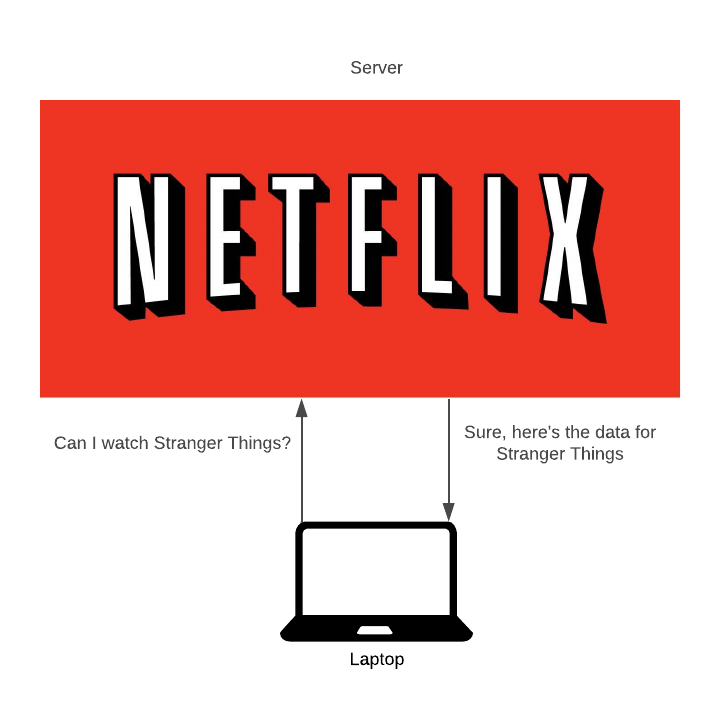 Server
NETFLIX
Can I watch Stranger Things?
Sure, here's the data for
Stranger Things
Laptop